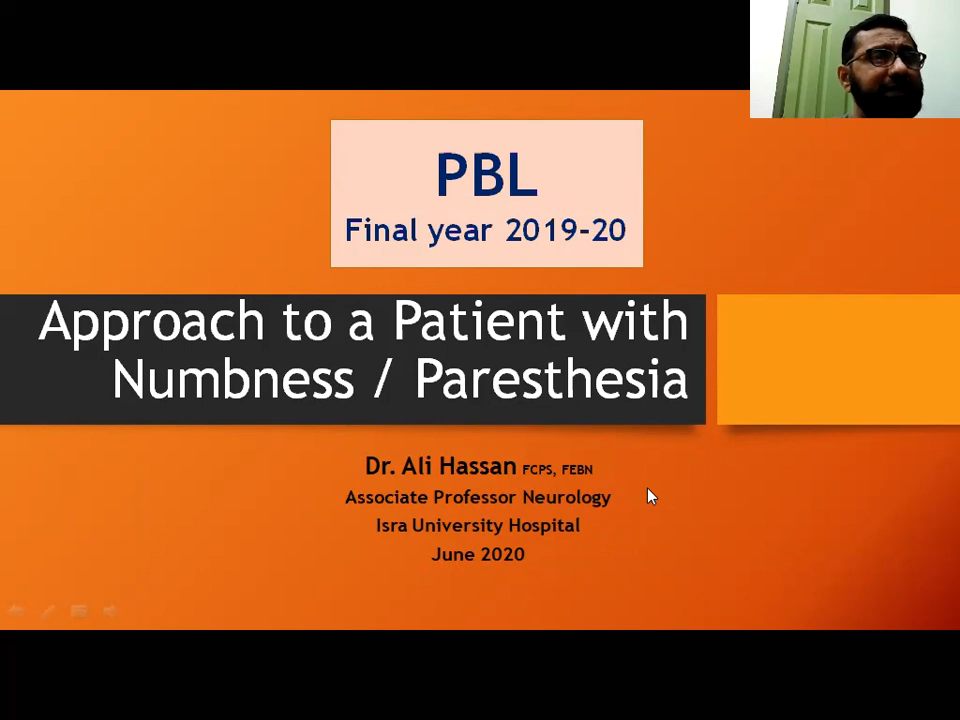 PBL
Final year 2019-20
Approach to a Patient with
Numbness / Paresthesia
Dr. Ali Hassan FCPS, FEBN
Associate Professor Neurology
Isra University Hospital
June 2020